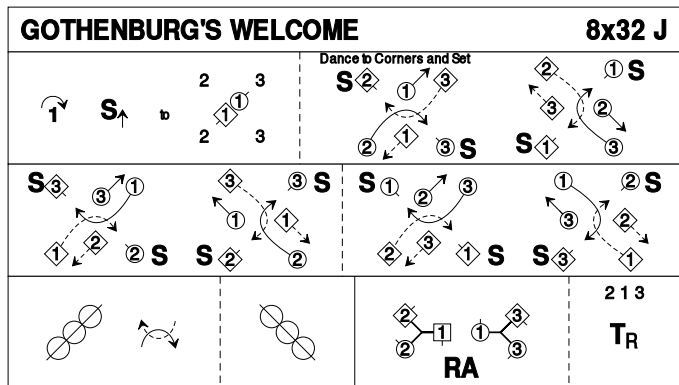 GOTHENBURG'S WELCOME 8x32 J
2 3
1 S to 1 1
2 3
Dance to Corners and Set
S 2 1 3
1
2 3 S
2 1 S
3 2
S 1 3
S 3 3 1
1 2 2 S
3 3 S
1 1
S 2 2
S 1 2 3
2 3 1 S
1 2 S
3 2
S 3 1
2 3
1 1
2 3
RA
2 1 3
TR